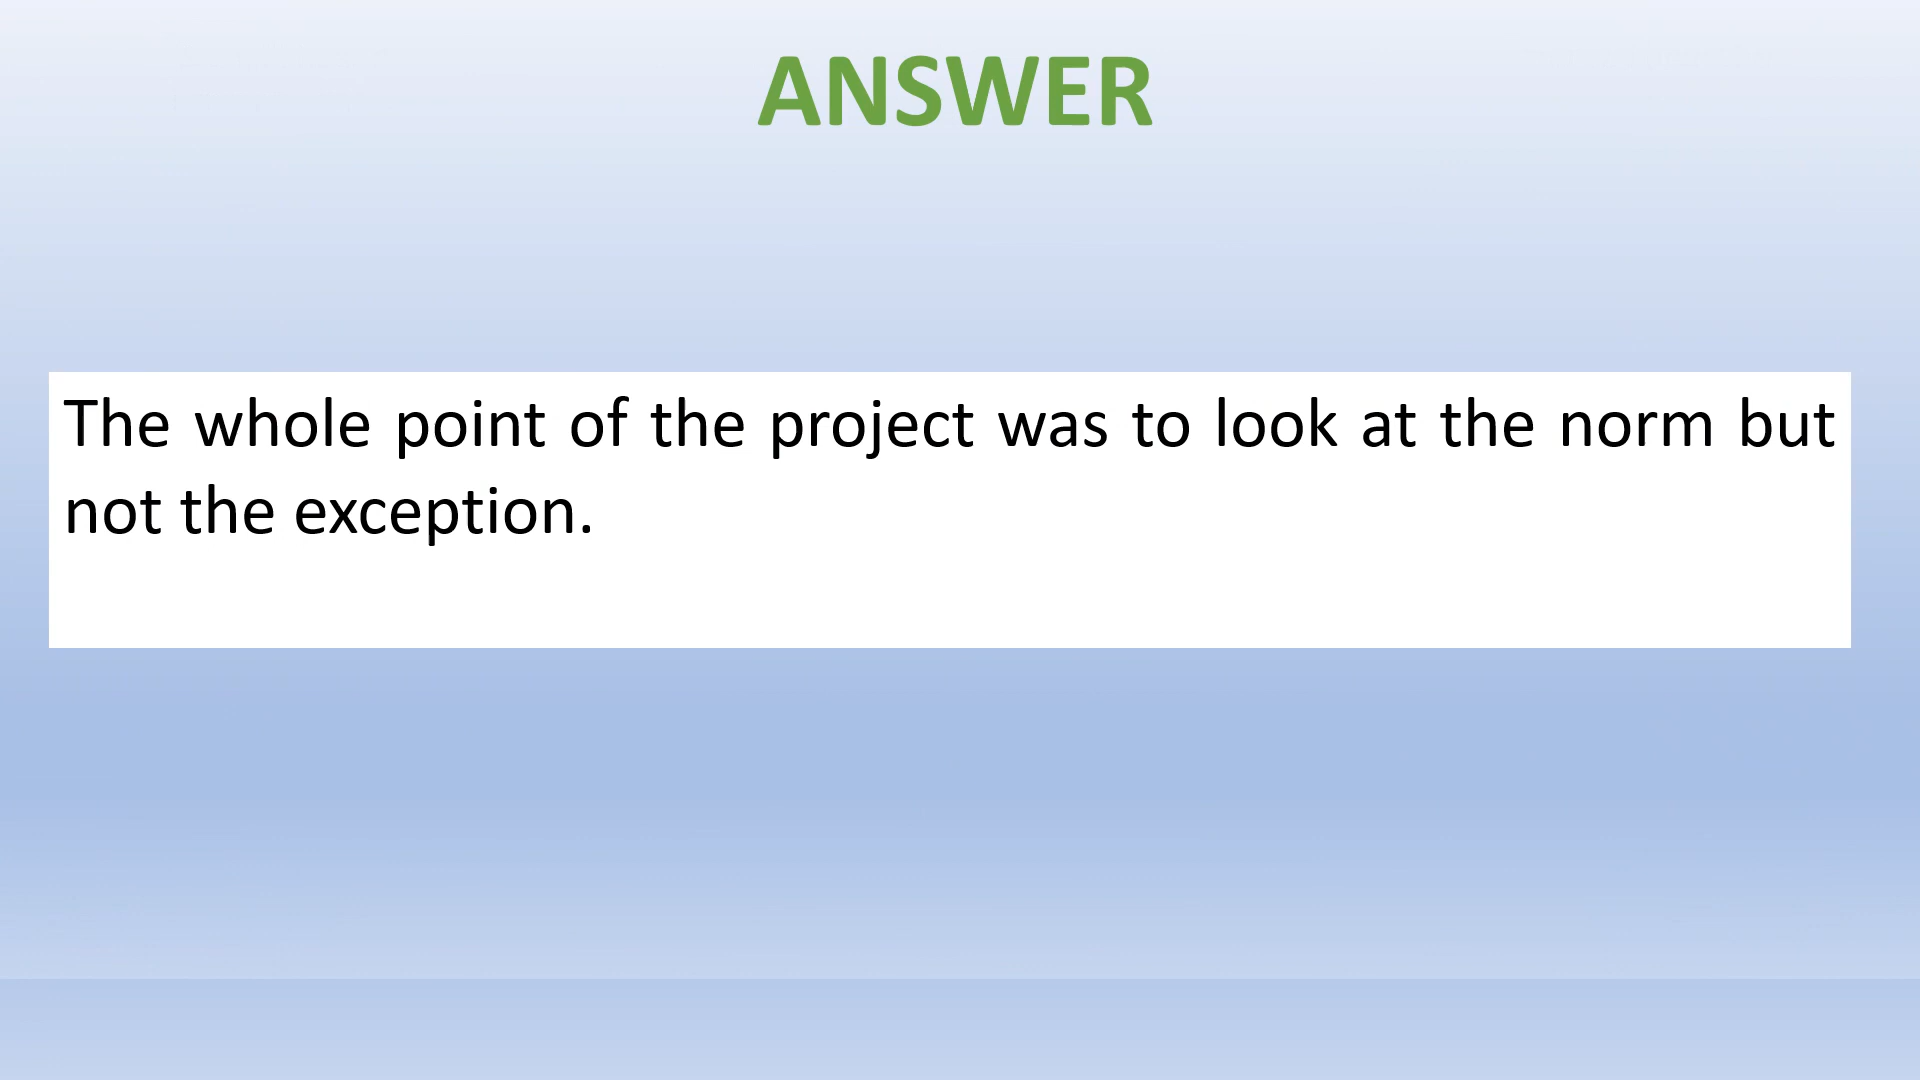 ANSWER
The whole point of the project was to look at the norm but
not the exception.